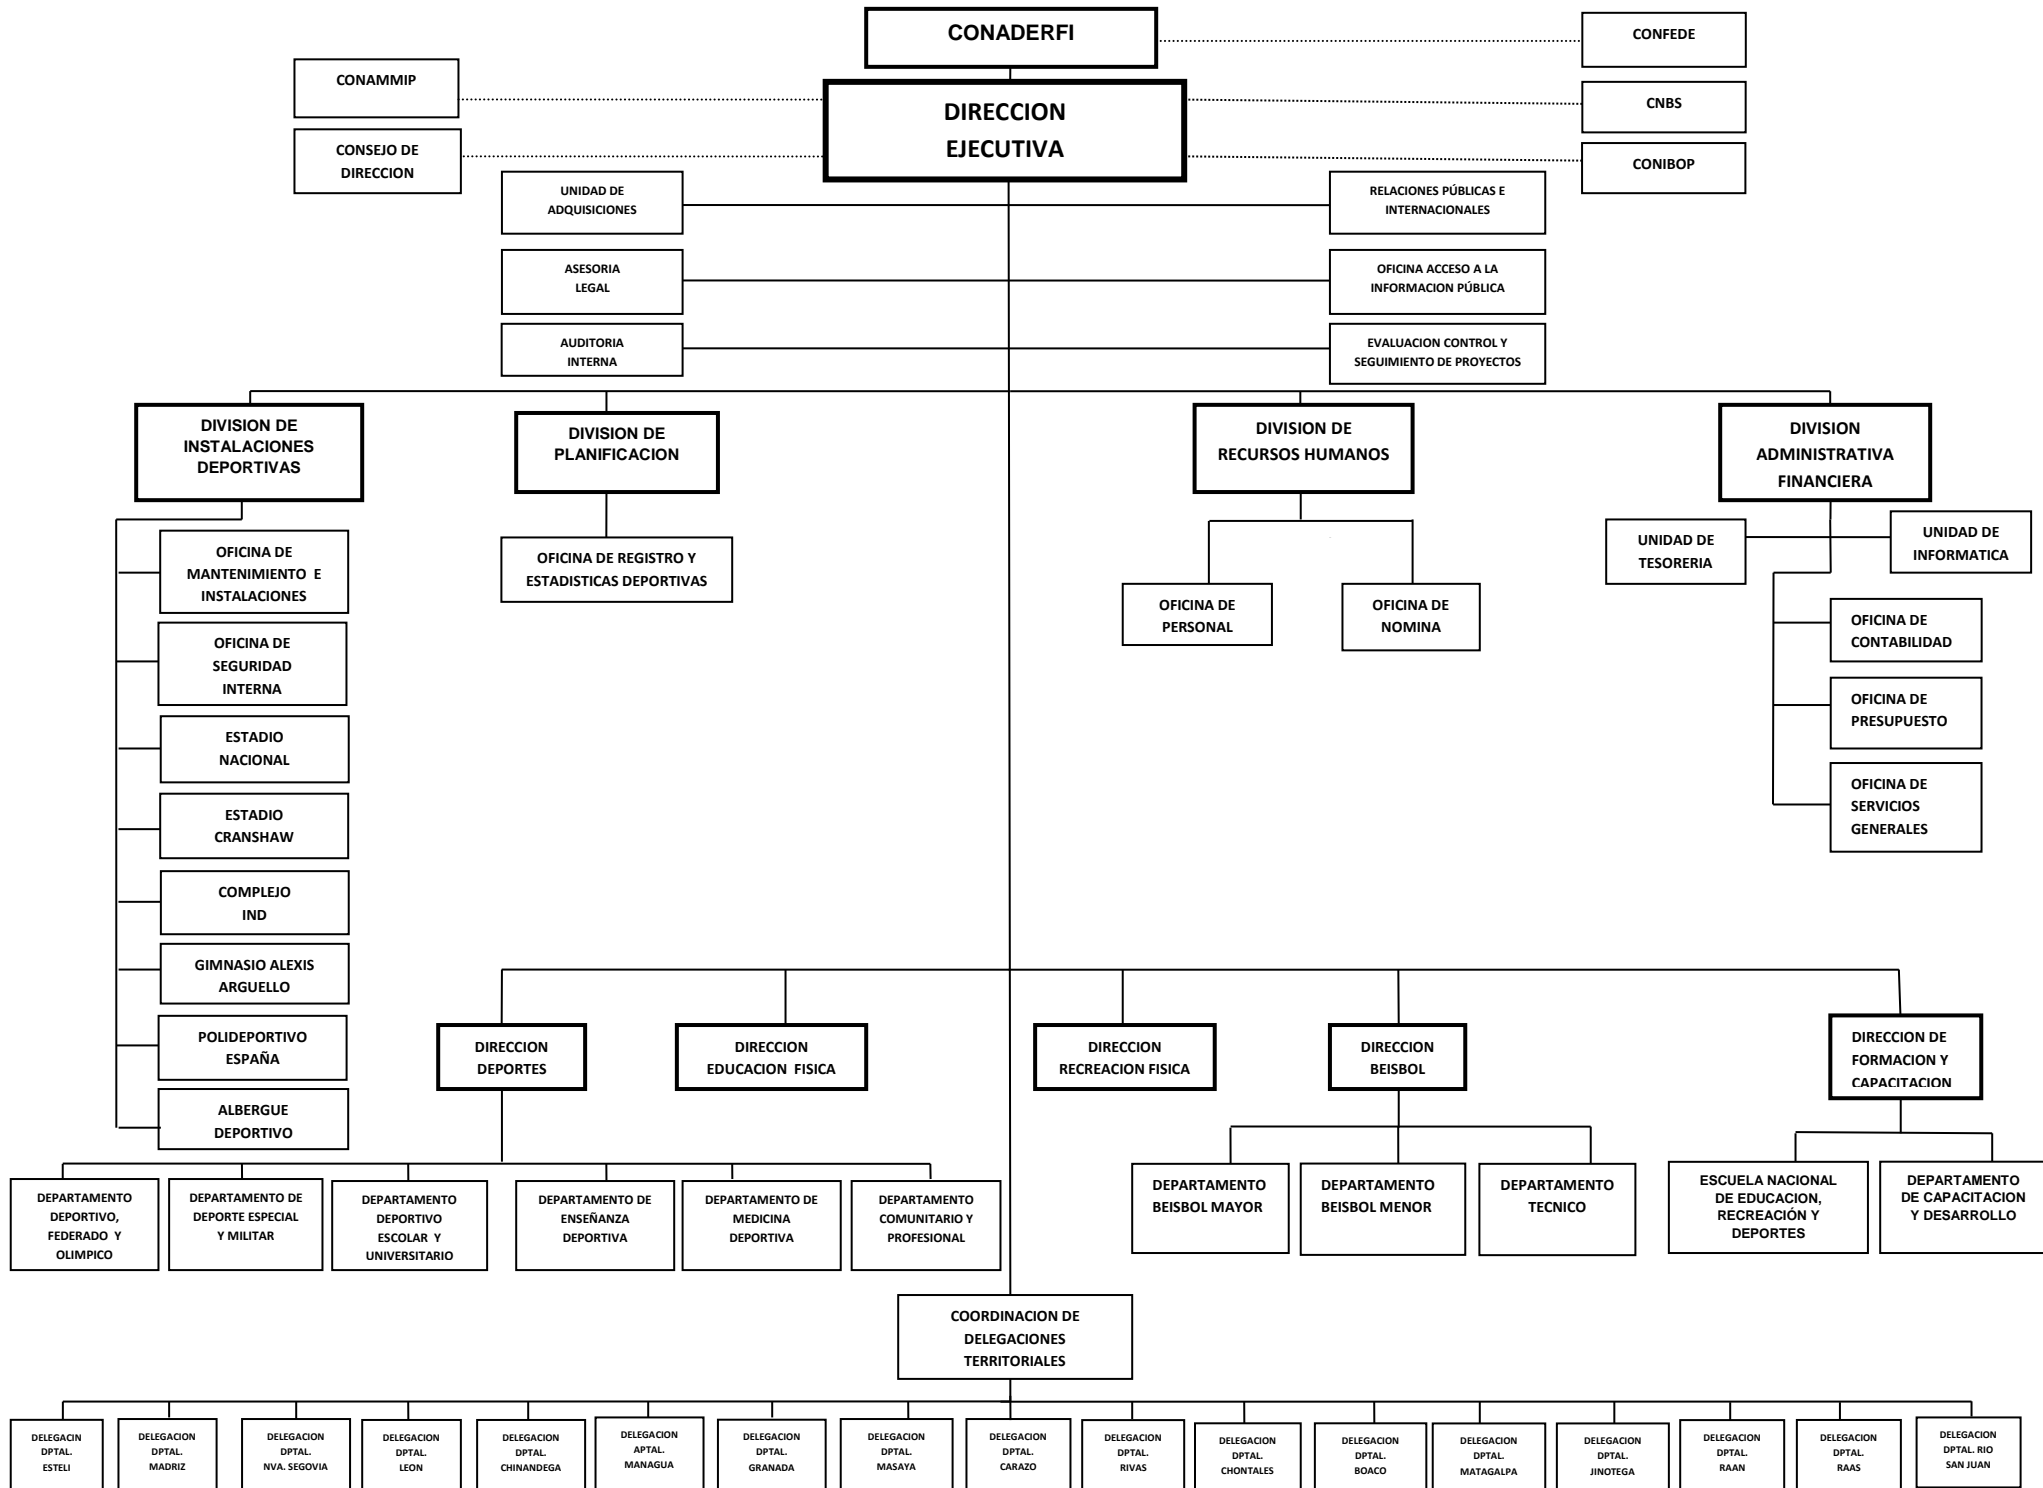 CONADERFI
CONFEDE
CONAMMIP
DIRECCION
EJECUTIVA
CNBS
CONSEJO DE
DIRECCION
CONIBOP
UNIDAD DE
ADQUISICIONES
RELACIONES PÚBLICAS E
INTERNACIONALES
ASESORIA
LEGAL
OFICINA ACCESO A LA
INFORMACION PÚBLICA
AUDITORIA
INTERNA
EVALUACION CONTROL Y
SEGUIMIENTO DE PROYECTOS
DIVISION DE
INSTALACIONES
DEPORTIVAS
DIVISION DE
PLANIFICACION
DIVISION DE
RECURSOS HUMANOS
DIVISION
ADMINISTRATIVA
FINANCIERA
OFICINA DE
MANTENIMIENTO E
INSTALACIONES
OFICINA DE REGISTRO Y
ESTADISTICAS DEPORTIVAS
UNIDAD DE
TESORERIA
UNIDAD DE
INFORMATICA
OFICINA DE
PERSONAL
OFICINA DE
NOMINA
OFICINA DE
CONTABILIDAD
OFICINA DE
SEGURIDAD
INTERNA
OFICINA DE
PRESUPUESTO
ESTADIO
NACIONAL
OFICINA DE
SERVICIOS
GENERALES
ESTADIO
CRANSHAW
COMPLEJO
IND
GIMNASIO ALEXIS
ARGUELLO
POLIDEPORTIVO
ESPAÑA
ALBERGUE
DEPORTIVO
DIRECCION
DEPORTES
DIRECCION
EDUCACION FISICA
DIRECCION
RECREACION FISICA
DIRECCION
BEISBOL
DIRECCION DE
FORMACION Y
CAPACITACION
DEPARTAMENTO
DEPORTIVO,
FEDERADO Y
OLIMPICO
DEPARTAMENTO DE
DEPORTE ESPECIAL
Y MILITAR
DEPARTAMENTO
DEPORTIVO
ESCOLAR Y
UNIVERSITARIO
DEPARTAMENTO DE
ENSEÑANZA
DEPORTIVA
DEPARTAMENTO DE
MEDICINA
DEPORTIVA
DEPARTAMENTO
COMUNITARIO Y
PROFESIONAL
DEPARTAMENTO
BEISBOL MAYOR
DEPARTAMENTO
BEISBOL MENOR
DEPARTAMENTO
TECNICO
ESCUELA NACIONAL
DE EDUCACION,
RECREACIÓN Y
DEPORTES
DEPARTAMENTO
DE CAPACITACION
Y DESARROLLO
COORDINACION DE
DELEGACIONES
TERRITORIALES
DELEGACIN
DPTAL.
ESTELI
DELEGACION
DPTAL.
MADRIZ
DELEGACION
DPTAL.
NVA. SEGOVIA
DELEGACION
DPTAL.
LEON
DELEGACION
DPTAL.
CHINANDEGA
DELEGACION
APTAL.
MANAGUA
DELEGACION
DPTAL.
GRANADA
DELEGACION
DPTAL.
MASAYA
DELEGACION
DPTAL.
CARAZO
DELEGACION
DPTAL.
RIVAS
DELEGACION
DPTAL.
CHONTALES
DELEGACION
DPTAL.
BOACO
DELEGACION
DPTAL.
MATAGALPA
DELEGACION
DPTAL.
JINOTEGA
DELEGACION
DPTAL.
RAAN
DELEGACION
DPTAL.
RAAS
DELEGACION
DPTAL. RIO
SAN JUAN